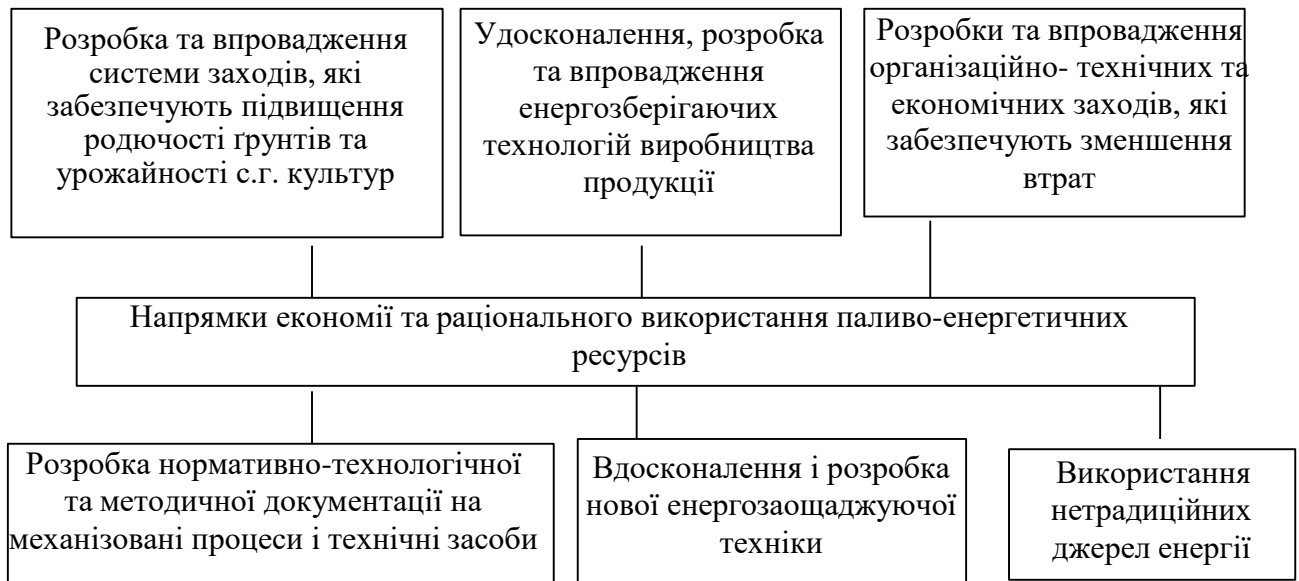 Розробка та впровадження
системи заходів, які
забезпечують підвищення
родючості ґрунтів та
урожайності с.г. культур
Удосконалення, розробка
та впровадження
енергозберігаючих
технологій виробництва
продукції
Розробки та впровадження
організаційно- технічних та
економічних заходів, які
забезпечують зменшення
втрат
Напрямки економії та раціонального використання паливо-енергетичних
ресурсів
Розробка нормативно-технологічної
та методичної документації на
механізовані процеси і технічні засоби
Вдосконалення і розробка
нової енергозаощаджуючої
техніки
Використання
нетрадиційних
джерел енергії